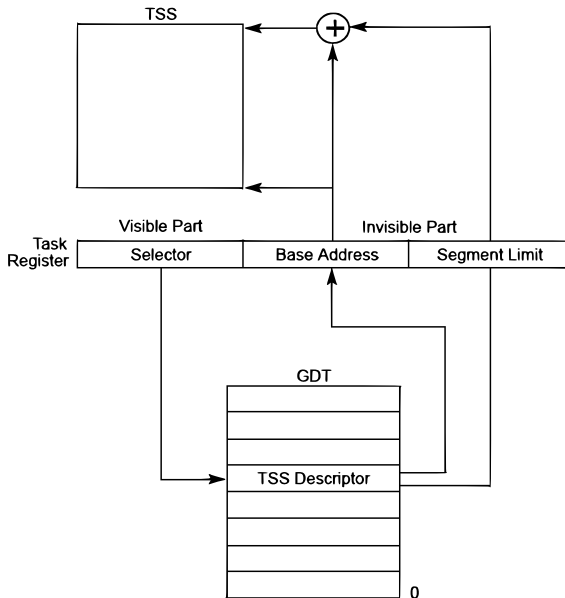 TSS
+
Visible Part
Invisible Part
Task
Register
Selector
Base Address
Segment Limit
GDT
TSS Descriptor
0